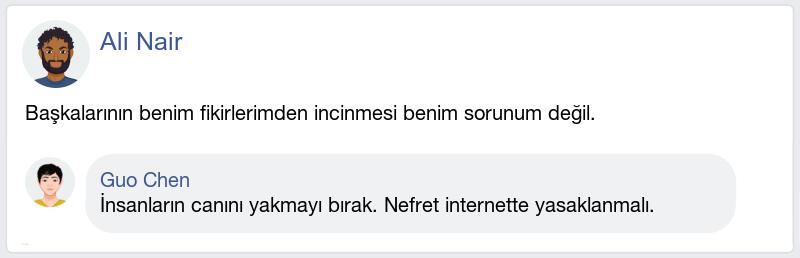 Ali Nair
Başkalarının benim fikirlerimden incinmesi benim sorunum değil.
Guo Chen
İnsanların canını yakmayı bırak. Nefret internette yasaklanmalı.